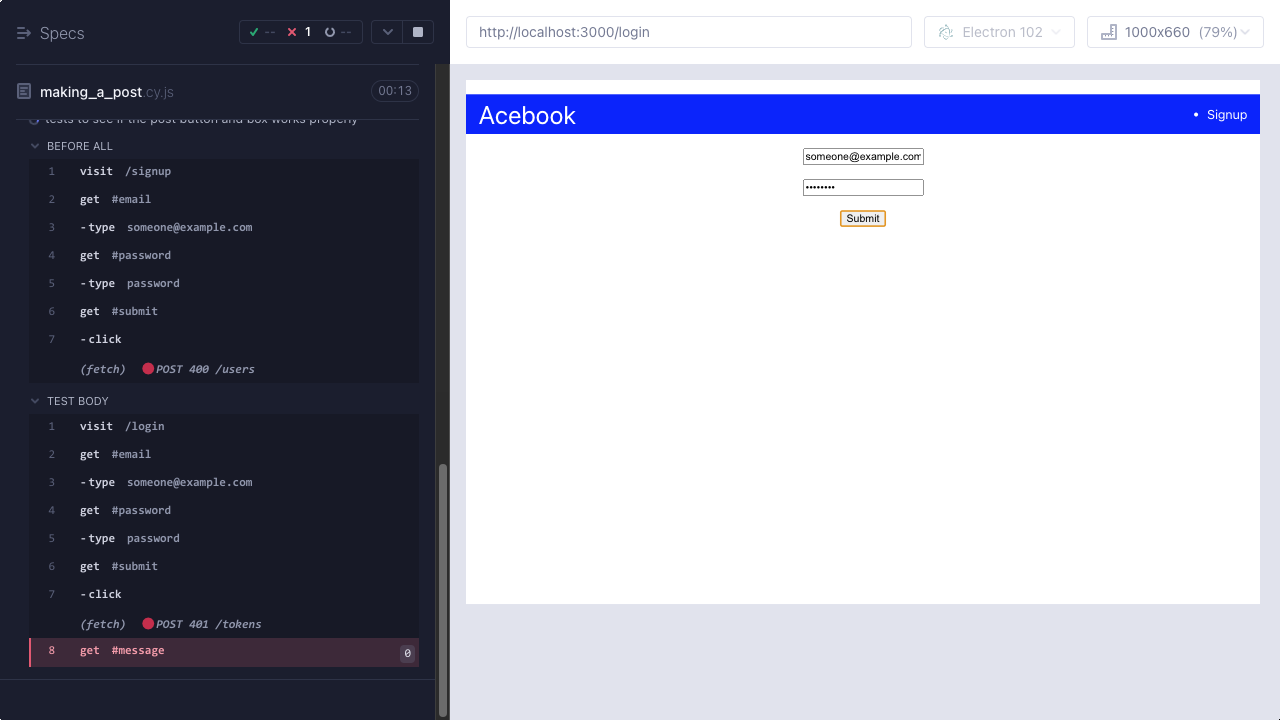 Specs
-- 1 --
making_a_post.cy.js 00:13
tests to see if the post button and box works properly
BEFORE ALL
1 visit /signup
2 get #email
3 -type someone@example.com
4 get #password
5 -type password
6 get #submit
7 -click
(fetch) POST 400 /users
TEST BODY
1 visit /login
2 get #email
3 -type someone@example.com
4 get #password
5 -type password
6 get #submit
7 -click
(fetch) POST 401 /tokens
8 get #message 0
http://localhost:3000/login
Electron 102
1000x660 (79%)
Acebook
• Signup
someone@example.com
••••••••
Submit